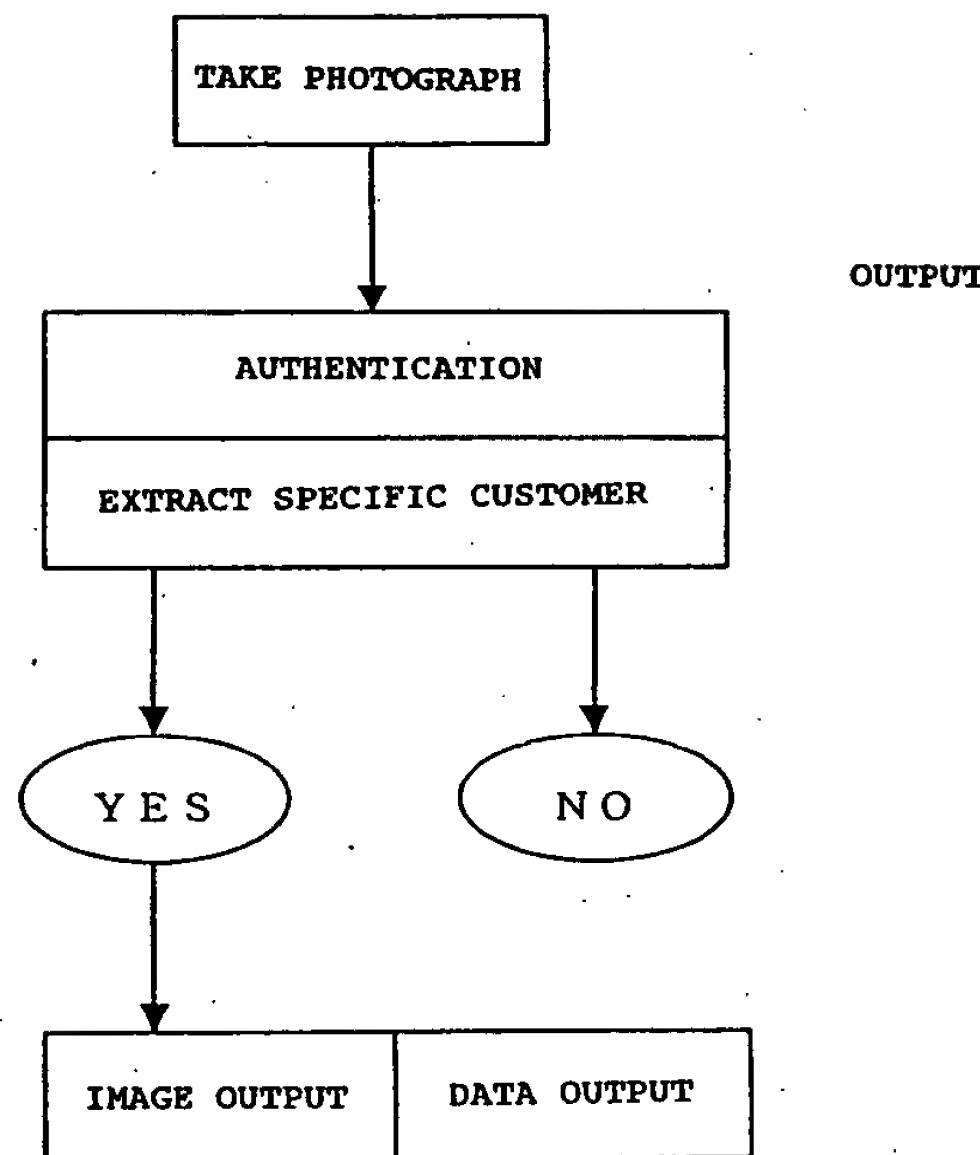 TAKE PHOTOGRAPH
OUTPUT
AUTHENTICATION
EXTRACT SPECIFIC CUSTOMER
YES
NO
IMAGE OUTPUT
DATA OUTPUT